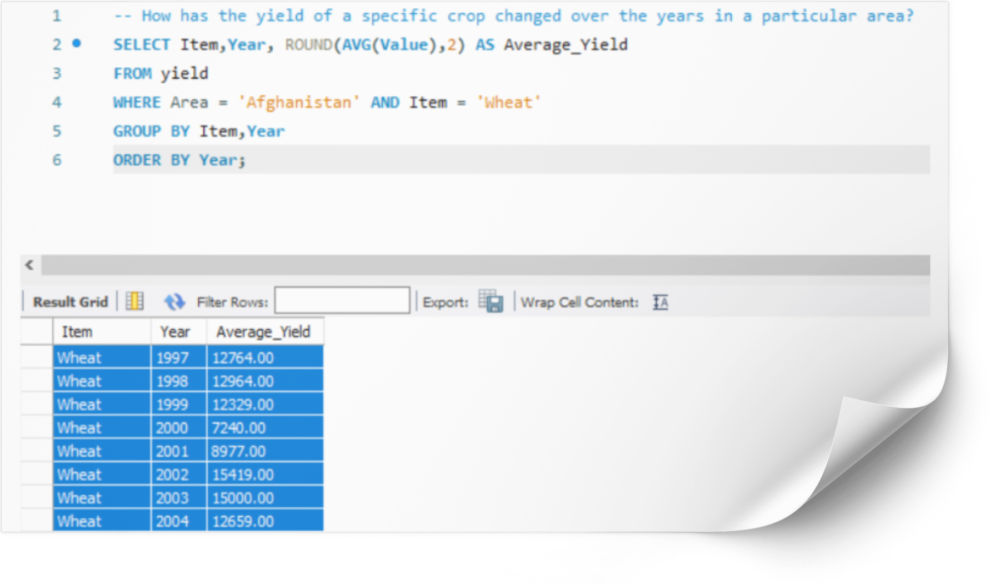 1 -- How has the yield of a specific crop changed over the years in a particular area?
2 SELECT Item,Year, ROUND(AVG(Value),2) AS Average_Yield
3 FROM yield
4 WHERE Area = 'Afghanistan' AND Item = 'Wheat'
5 GROUP BY Item,Year
6 ORDER BY Year;
Result Grid Filter Rows: Export: Wrap Cell Content: IA
Item Year Average_Yield
Wheat 1997 12764.00
Wheat 1998 12964.00
Wheat 1999 12329.00
Wheat 2000 7240.00
Wheat 2001 8977.00
Wheat 2002 15419.00
Wheat 2003 15000.00
Wheat 2004 12659.00